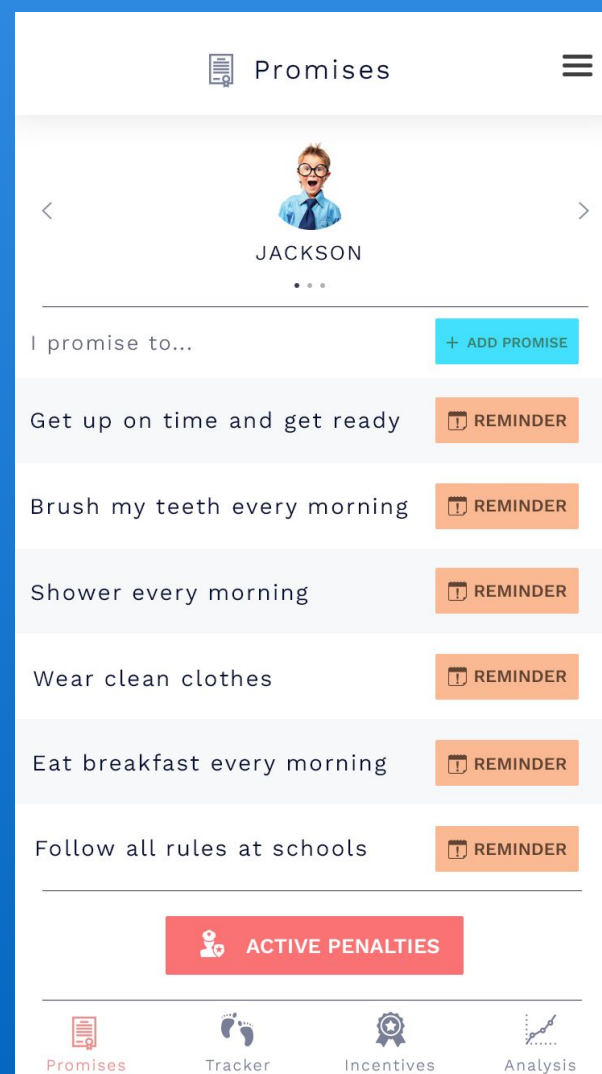 Promises
JACKSON
I promise to...
+ ADD PROMISE
Get up on time and get ready
REMINDER
Brush my teeth every morning
REMINDER
Shower every morning
REMINDER
Wear clean clothes
REMINDER
Eat breakfast every morning
REMINDER
Follow all rules at schools
REMINDER
ACTIVE PENALTIES
Promises
Tracker
Incentives
Analysis